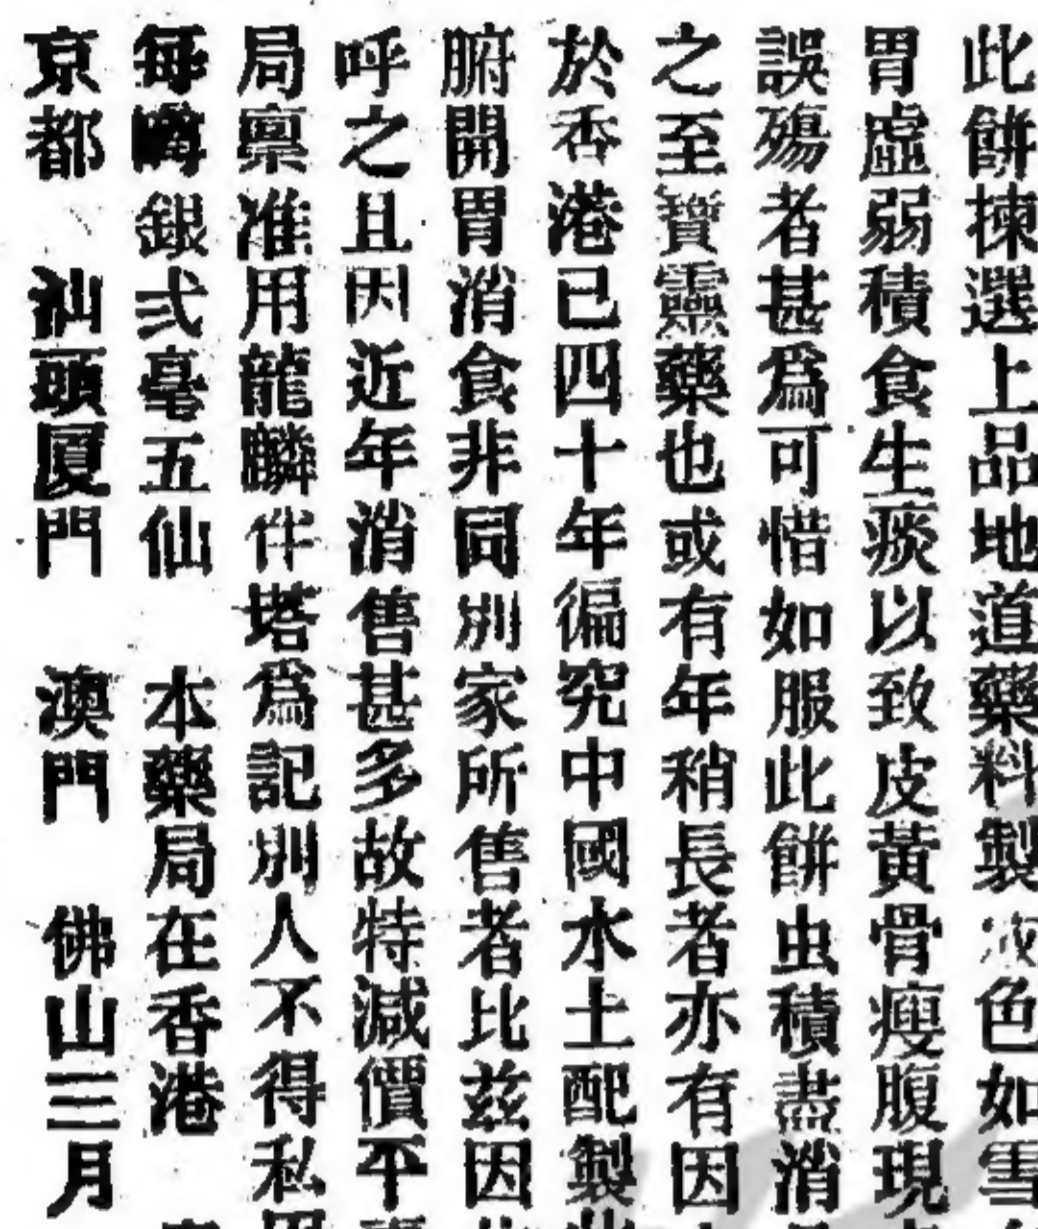 此餅揀選上品地道藥料製成色如雪
胃虛弱積食生痰以致皮黃骨瘦腹現
誤殤者甚為可惜如服此餅虫積盡消
之至寶靈藥也或有年稍長者亦有因
於香港已四十年徧究中國水土配製
腑開胃消食非同別家所售者比茲因
呼之且因近年消售甚多故特減價平
局稟准用龍麟伴塔為記別人不得私
每嚿銀弍毫五仙 本藥局在香港
京都 汕頭厦門 澳門 佛山三月